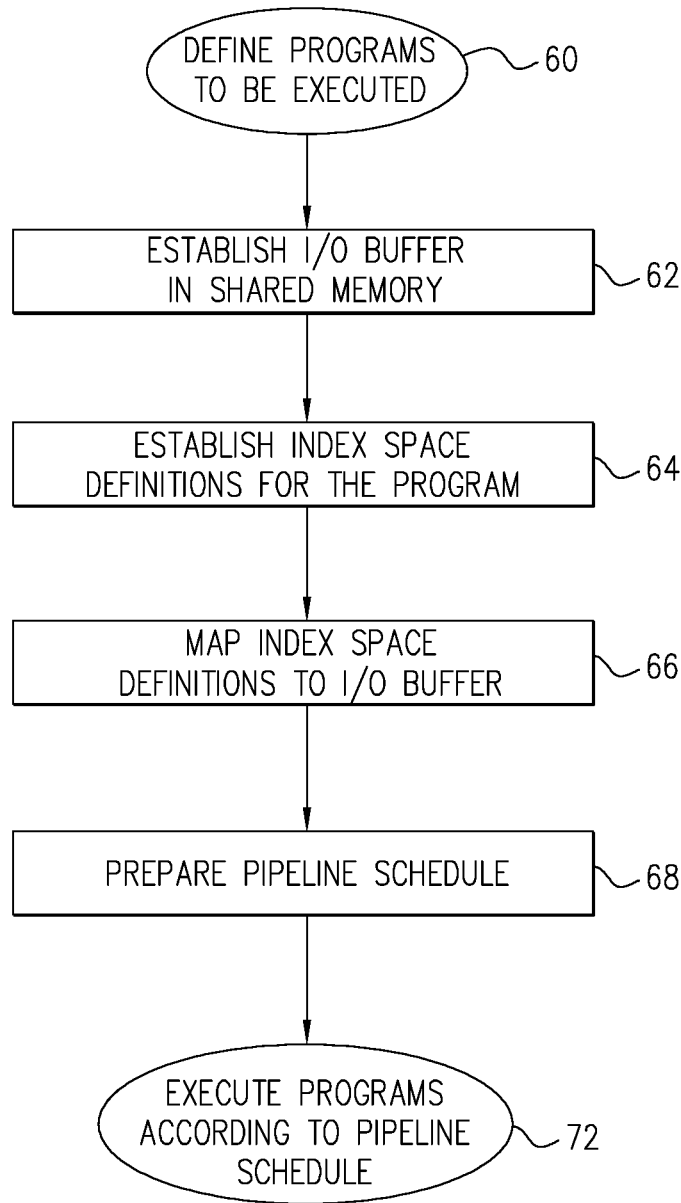 DEFINE PROGRAMS
TO BE EXECUTED
60
ESTABLISH I/O BUFFER
IN SHARED MEMORY
62
ESTABLISH INDEX SPACE
DEFINITIONS FOR THE PROGRAM
64
MAP INDEX SPACE
DEFINITIONS TO I/O BUFFER
66
PREPARE PIPELINE SCHEDULE
68
EXECUTE PROGRAMS
ACCORDING TO PIPELINE
SCHEDULE
72